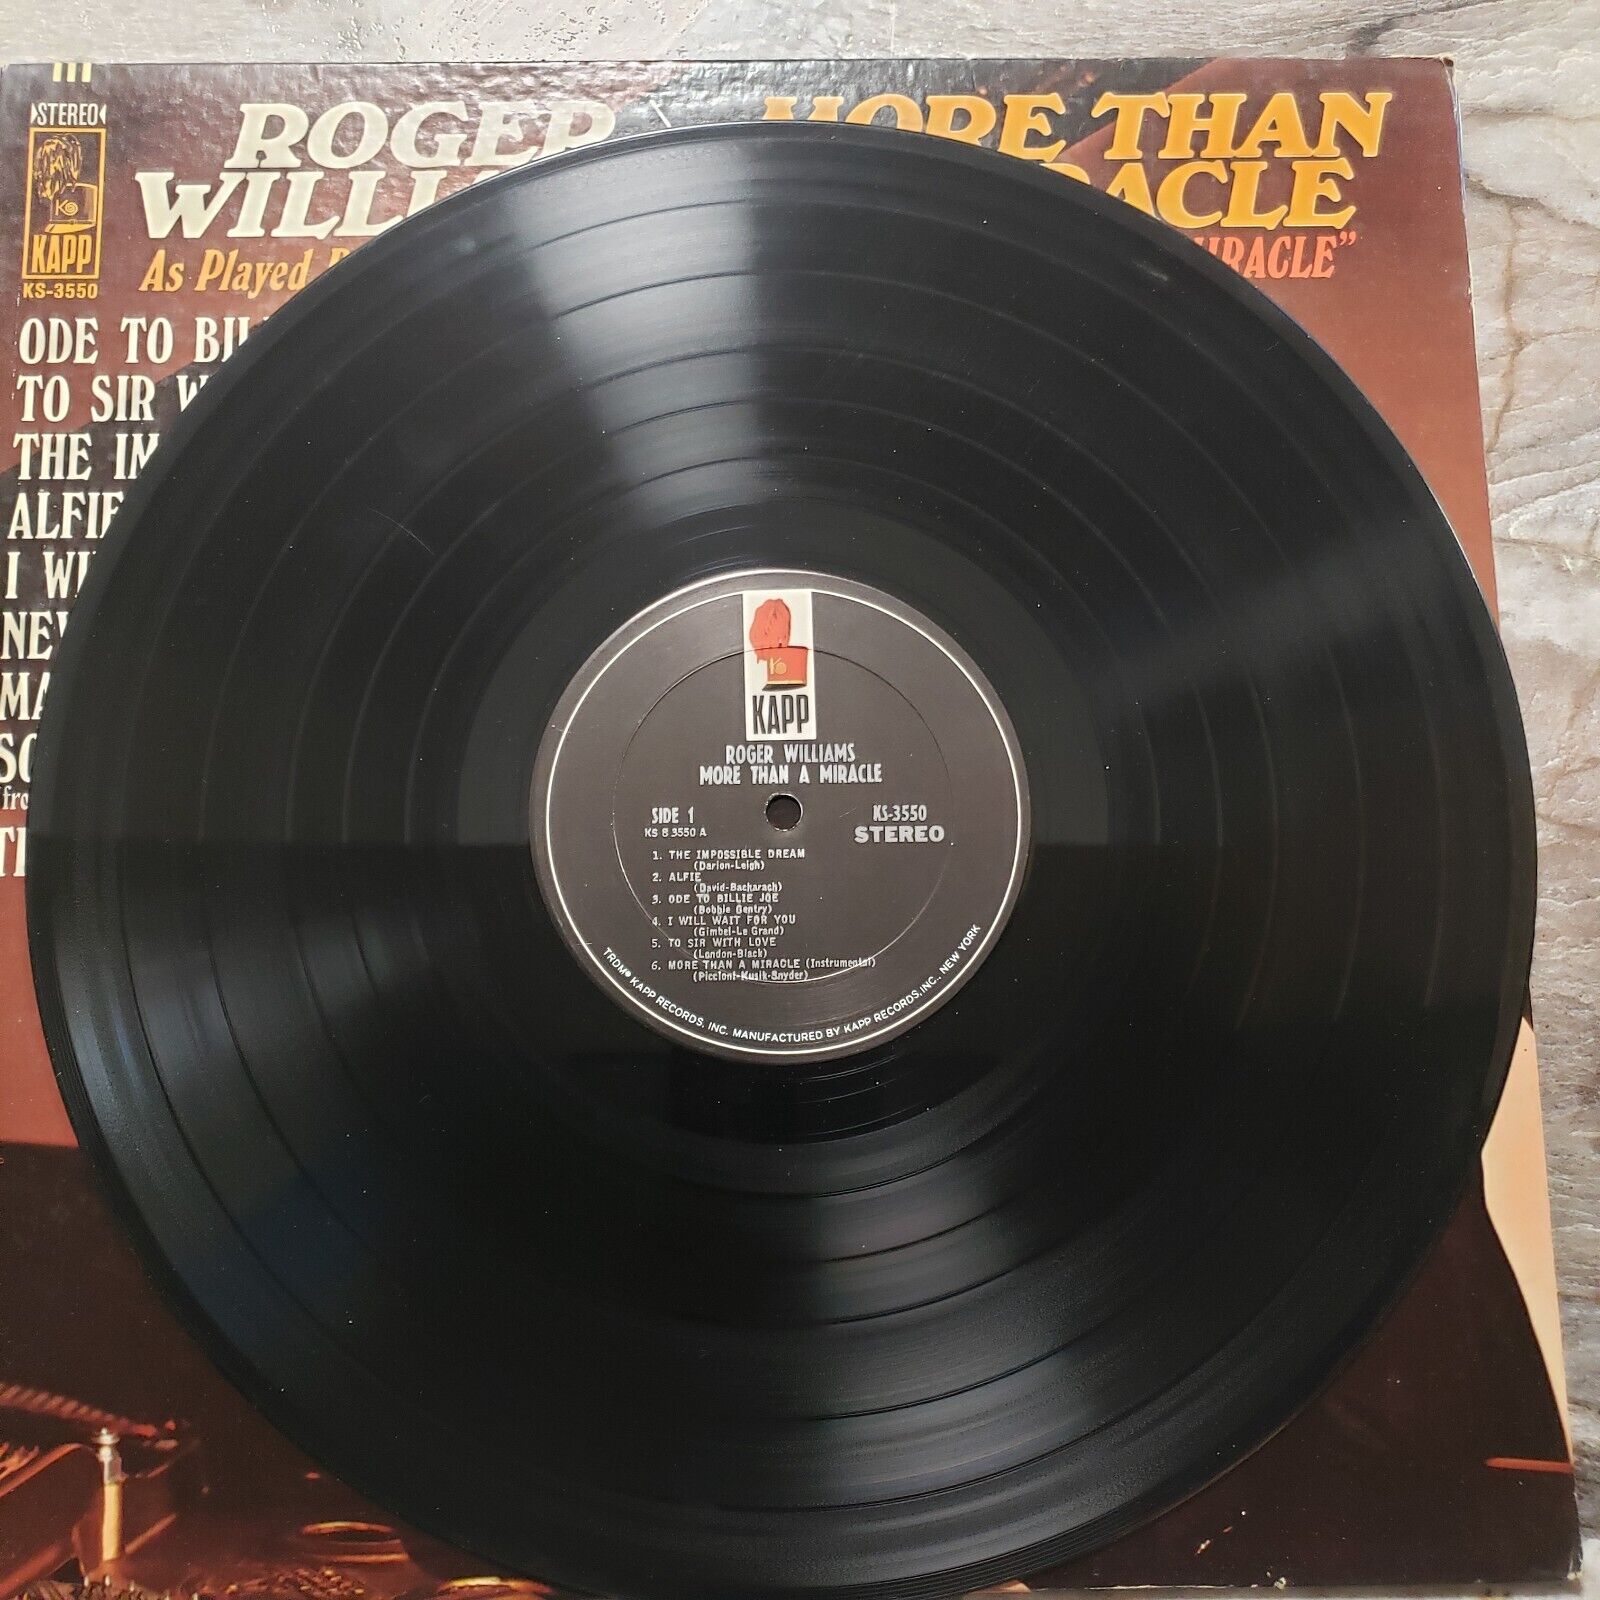 STEREO
K
KAPP
KS-3550
ROGER
WILLI
As Played
MORE THAN
RACLE
MIRACLE"
ODE TO BIL
TO SIR W
THE IM
ALFIE
I WI
NEW
MA
SO
(fro
T
K
KAPP
ROGER WILLIAMS
MORE THAN A MIRACLE
SIDE 1
KS-3550
KS B 3550 A
STEREO
1. THE IMPOSSIBLE DREAM
(Darion-Leigh)
2. ALFIE
(David-Bacharach)
3. ODE TO BILLIE JOE
(Bobbie Gentry)
4. I WILL WAIT FOR YOU
(Gimbel-Le Grand)
5. TO SIR WITH LOVE
(London-Black)
6. MORE THAN A MIRACLE (Instrumental)
(Piccioni-Kusik-Snyder)
TRDM® KAPP RECORDS, INC. MANUFACTURED BY KAPP RECORDS, INC., NEW YORK